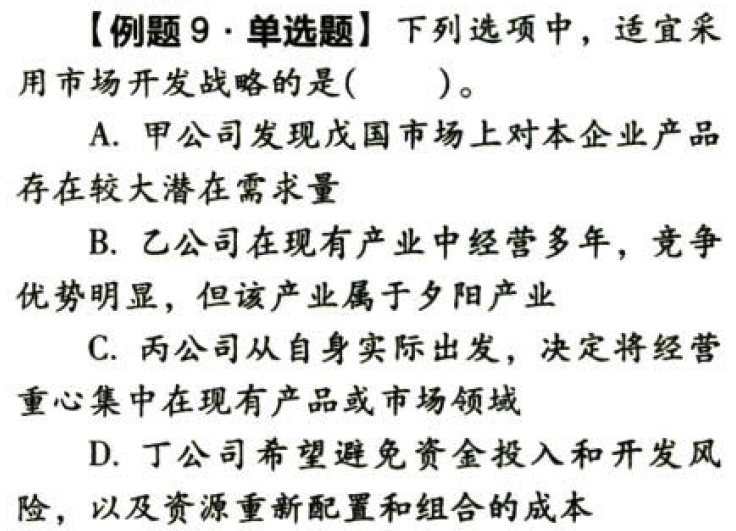 【例题9·单选题】下列选项中，适宜采
用市场开发战略的是(　　)。
A. 甲公司发现戊国市场上对本企业产品
存在较大潜在需求量
B. 乙公司在现有产业中经营多年，竞争
优势明显，但该产业属于夕阳产业
C. 丙公司从自身实际出发，决定将经营
重心集中在现有产品或市场领域
D. 丁公司希望避免资金投入和开发风
险，以及资源重新配置和组合的成本